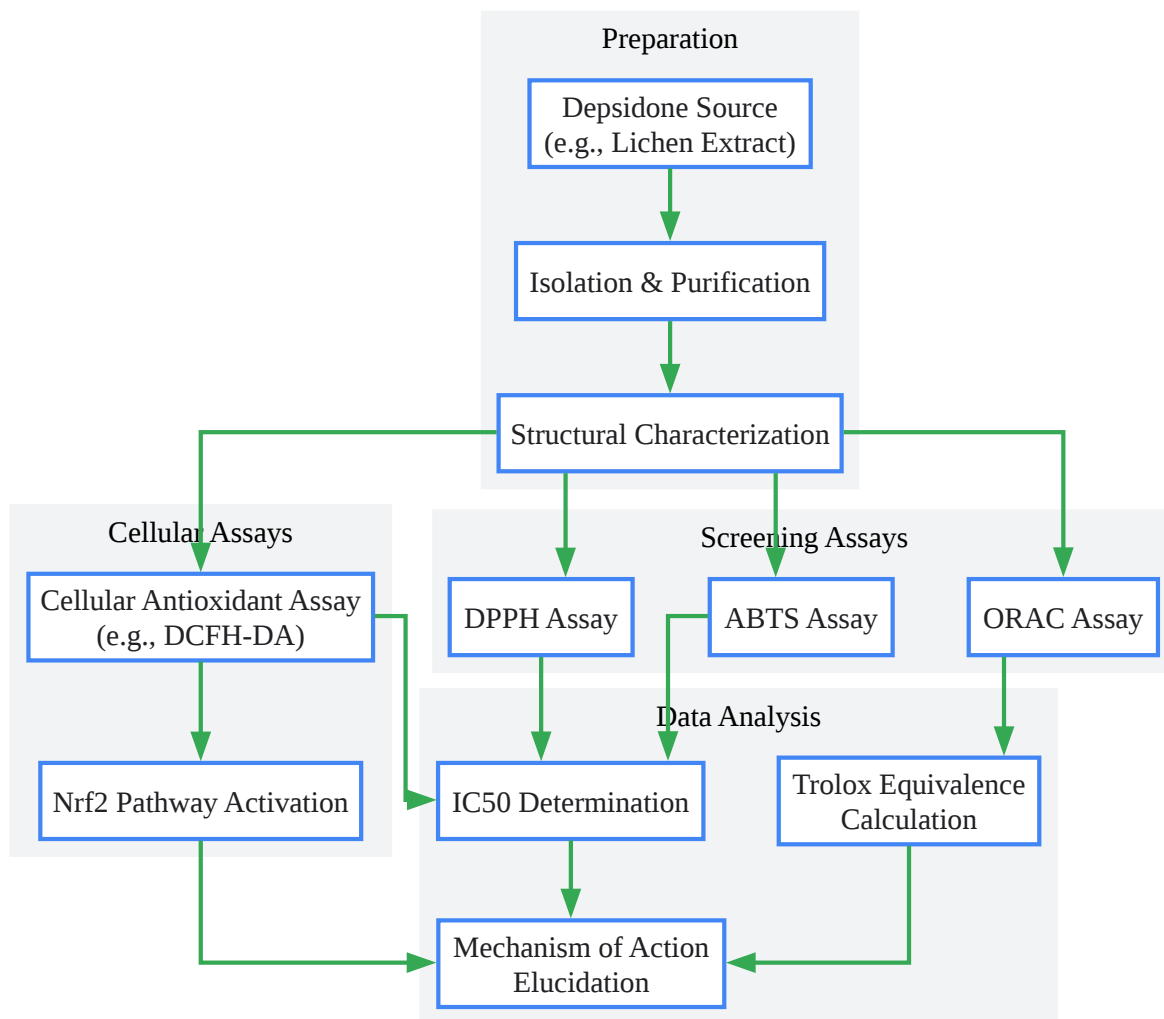 Preparation
Depsidone Source
(e.g., Lichen Extract)
Isolation & Purification
Structural Characterization
Cellular Assays
Screening Assays
Cellular Antioxidant Assay
(e.g., DCFH-DA)
DPPH Assay
ABTS Assay
ORAC Assay
Data Analysis
Nrf2 Pathway Activation
IC50 Determination
Trolox Equivalence
Calculation
Mechanism of Action
Elucidation